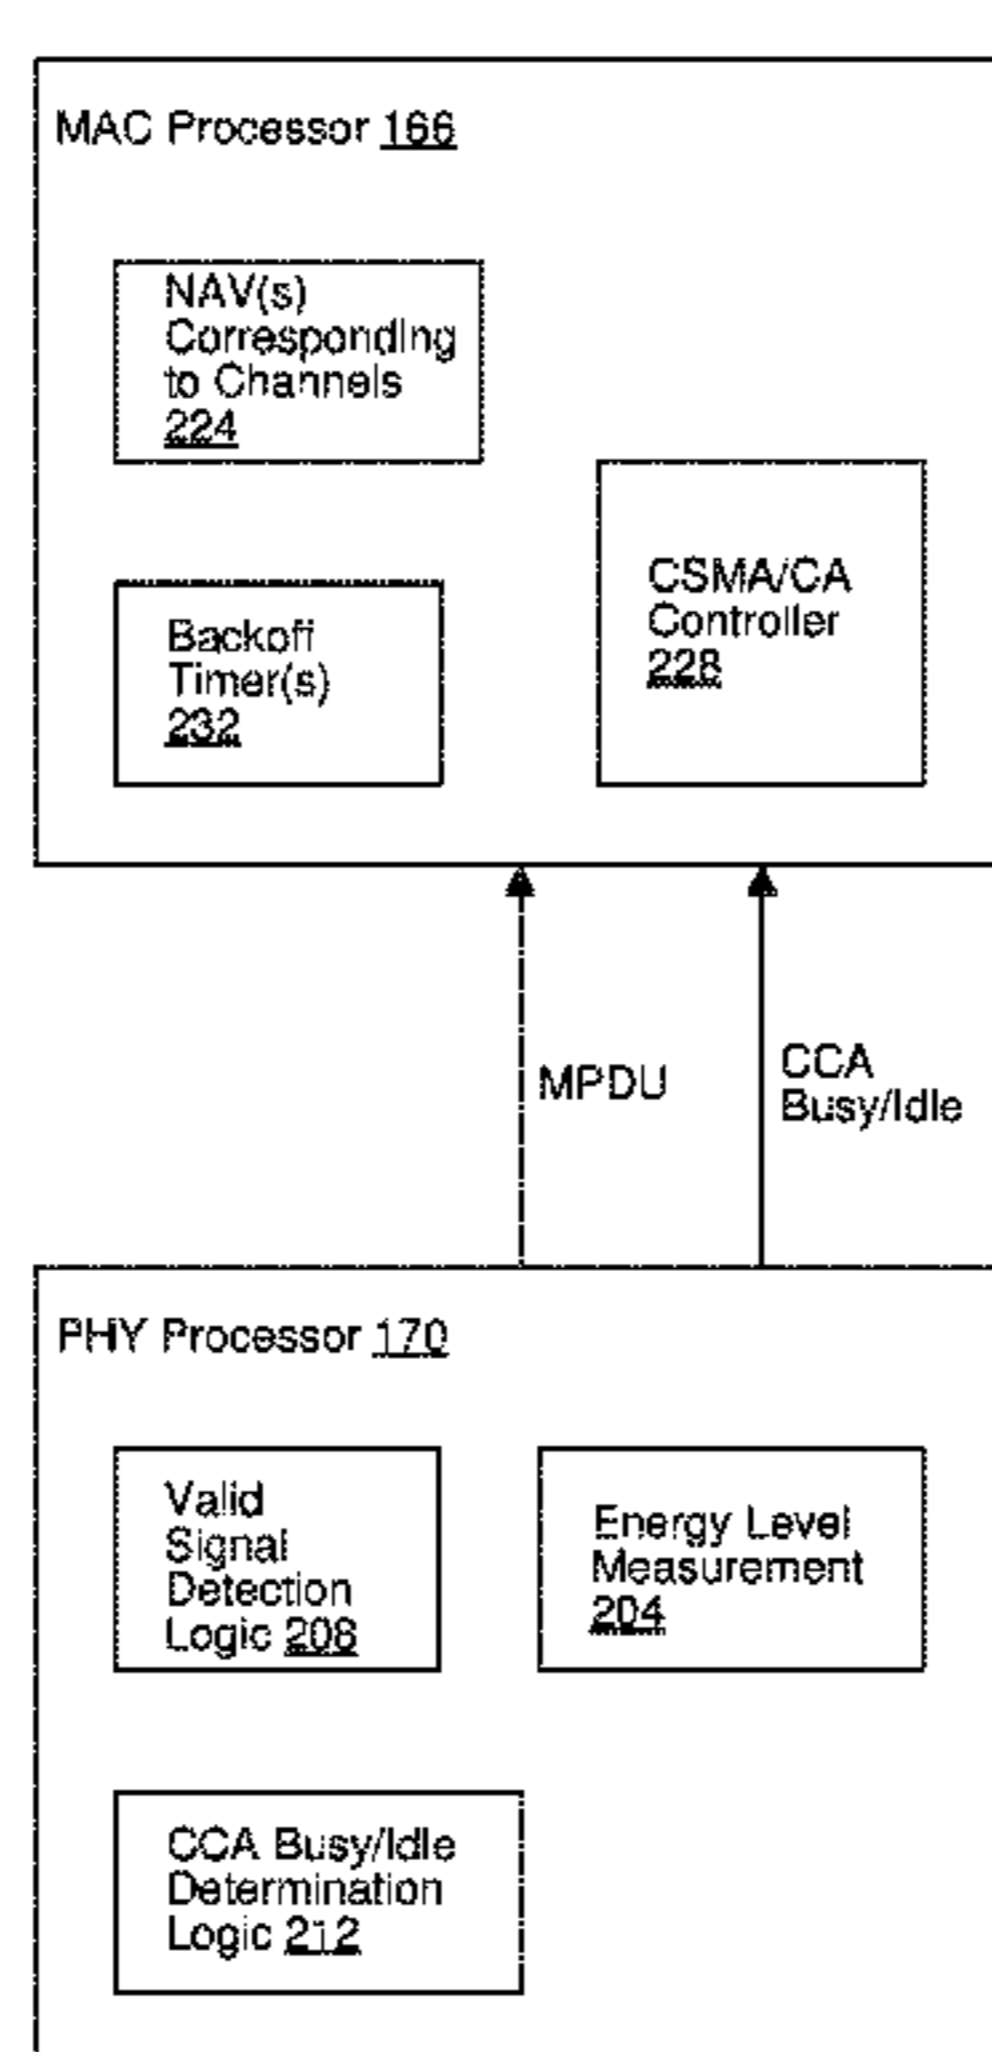 MAC Processor 166
NAV(s)
Corresponding
to Channels
224
CSMA/CA
Controller
228
Backoff
Timer(s)
232
MPDU
CCA
Busy/Idle
PHY Processor 170
Valid
Signal
Detection
Logic 208
Energy Level
Measurement
204
CCA Busy/Idle
Determination
Logic 212